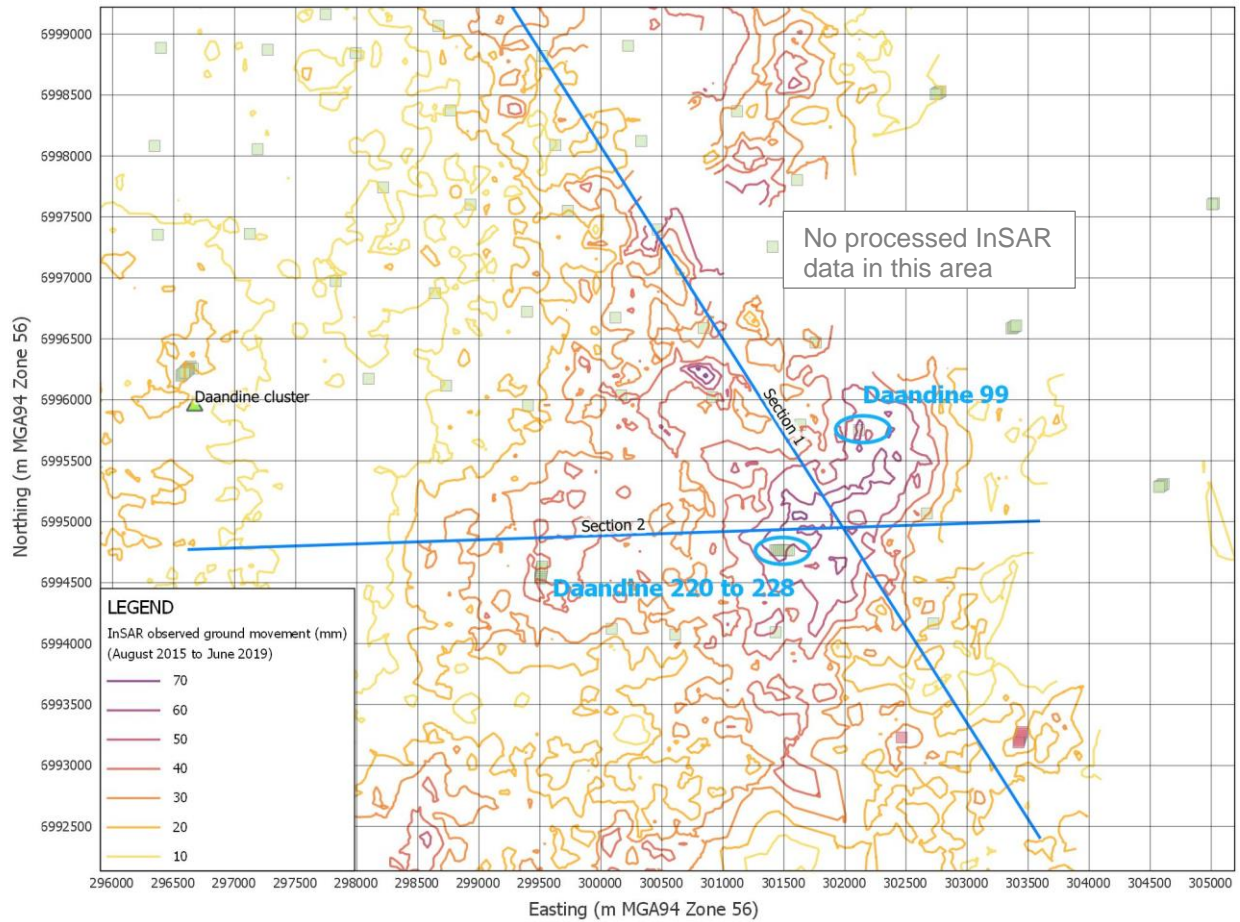 6999000
6998500
6998000
6997500
6997000
6996500
6996000
6995500
6995000
6994500
6994000
6993500
6993000
6992500
Northing (m MGA94 Zone 56)
No processed InSAR
data in this area
Daandine cluster
Section 1
Daandine 99
Section 2
Daandine 220 to 228
LEGEND
InSAR observed ground movement (mm)
(August 2015 to June 2019)
70
60
50
40
30
20
10
296000 296500 297000 297500 298000 298500 299000 299500 300000 300500 301000 301500 302000 302500 303000 303500 304000 304500 305000
Easting (m MGA94 Zone 56)